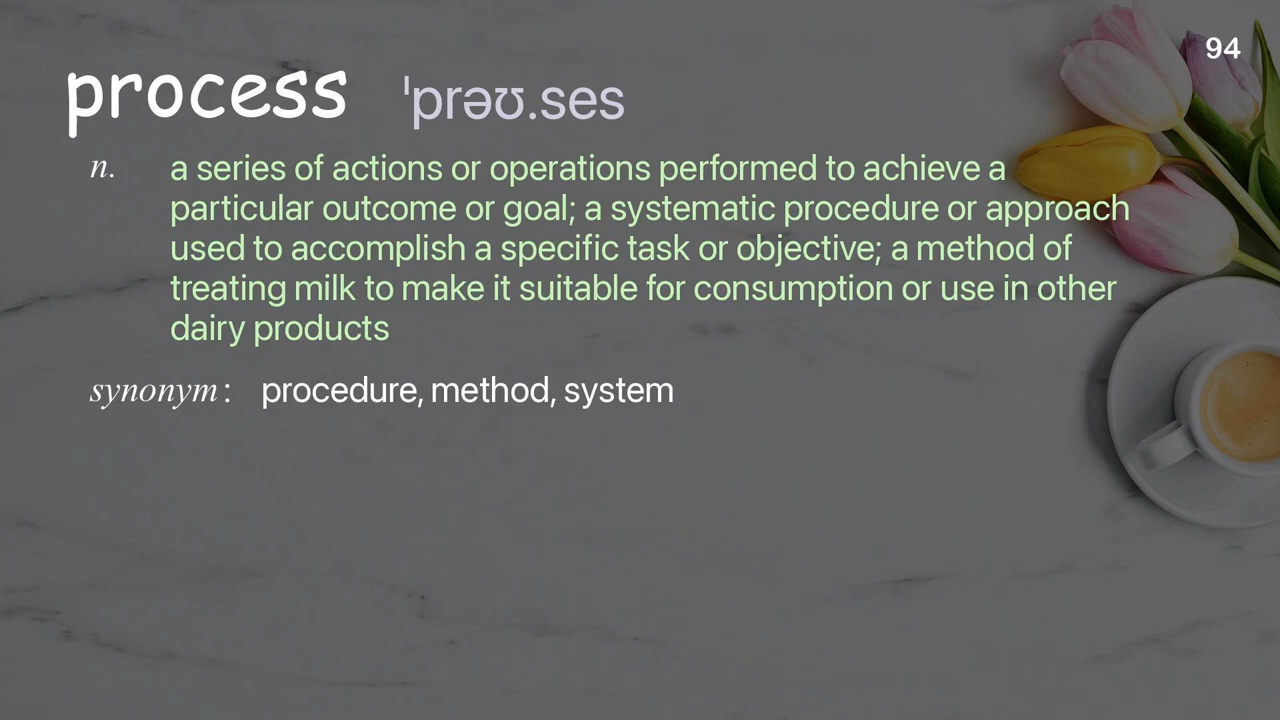 94
process ˈprəʊ.ses
n. a series of actions or operations performed to achieve a
particular outcome or goal; a systematic procedure or approach
used to accomplish a specific task or objective; a method of
treating milk to make it suitable for consumption or use in other
dairy products
synonym: procedure, method, system